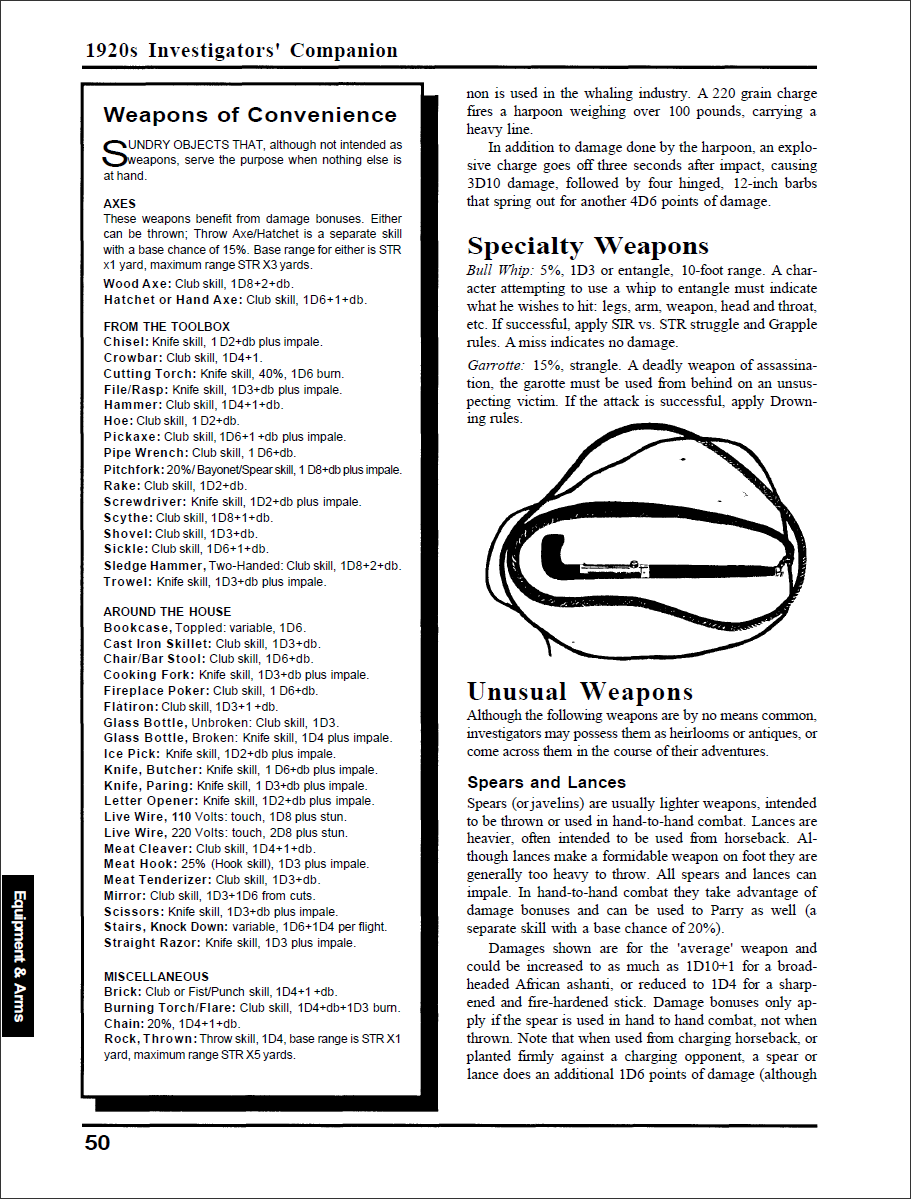 1920s Investigators' Companion
Weapons of Convenience
SUNDRY OBJECTS THAT, although not intended as
weapons, serve the purpose when nothing else is
at hand.
AXES
These weapons benefit from damage bonuses. Either
can be thrown; Throw Axe/Hatchet is a separate skill
with a base chance of 15%. Base range for either is STR
x1 yard, maximum range STR X3 yards.
Wood Axe: Club skill, 1D8+2+db.
Hatchet or Hand Axe: Club skill, 1D6+1+db.
FROM THE TOOLBOX
Chisel: Knife skill, 1 D2+db plus impale.
Crowbar: Club skill, 1D4+1.
Cutting Torch: Knife skill, 40%, 1D6 burn.
File/Rasp: Knife skill, 1D3+db plus impale.
Hammer: Club skill, 1D4+1+db.
Hoe: Club skill, 1 D2+db.
Pickaxe: Club skill, 1D6+1 +db plus impale.
Pipe Wrench: Club skill, 1 D6+db.
Pitchfork: 20%/ Bayonet/Spear skill, 1 D8+db plus impale.
Rake: Club skill, 1D2+db.
Screwdriver: Knife skill, 1D2+db plus impale.
Scythe: Club skill, 1D8+1+db.
Shovel: Club skill, 1D3+db.
Sickle: Club skill, 1D6+1+db.
Sledge Hammer, Two-Handed: Club skill, 1D8+2+db.
Trowel: Knife skill, 1D3+db plus impale.
AROUND THE HOUSE
Bookcase, Toppled: variable, 1D6.
Cast Iron Skillet: Club skill, 1D3+db.
Chair/Bar Stool: Club skill, 1D6+db.
Cooking Fork: Knife skill, 1D3+db plus impale.
Fireplace Poker: Club skill, 1 D6+db.
Flatiron: Club skill, 1D3+1 +db.
Glass Bottle, Unbroken: Club skill, 1D3.
Glass Bottle, Broken: Knife skill, 1D4 plus impale.
Ice Pick: Knife skill, 1D2+db plus impale.
Knife, Butcher: Knife skill, 1 D6+db plus impale.
Knife, Paring: Knife skill, 1 D3+db plus impale.
Letter Opener: Knife skill, 1D2+db plus impale.
Live Wire, 110 Volts: touch, 1D8 plus stun.
Live Wire, 220 Volts: touch, 2D8 plus stun.
Meat Cleaver: Club skill, 1D4+1+db.
Meat Hook: 25% (Hook skill), 1D3 plus impale.
Meat Tenderizer: Club skill, 1D3+db.
Mirror: Club skill, 1D3+1D6 from cuts.
Scissors: Knife skill, 1D3+db plus impale.
Stairs, Knock Down: variable, 1D6+1D4 per flight.
Straight Razor: Knife skill, 1D3 plus impale.
MISCELLANEOUS
Brick: Club or Fist/Punch skill, 1D4+1 +db.
Burning Torch/Flare: Club skill, 1D4+db+1D3 burn.
Chain: 20%, 1D4+1+db.
Rock, Thrown: Throw skill, 1D4, base range is STR X1
yard, maximum range STR X5 yards.
non is used in the whaling industry. A 220 grain charge
fires a harpoon weighing over 100 pounds, carrying a
heavy line.
In addition to damage done by the harpoon, an explo-
sive charge goes off three seconds after impact, causing
3D10 damage, followed by four hinged, 12-inch barbs
that spring out for another 4D6 points of damage.
Specialty Weapons
Bull Whip: 5%, 1D3 or entangle, 10-foot range. A char-
acter attempting to use a whip to entangle must indicate
what he wishes to hit: legs, arm, weapon, head and throat,
etc. If successful, apply STR vs. STR struggle and Grapple
rules. A miss indicates no damage.
Garrotte: 15%, strangle. A deadly weapon of assassina-
tion, the garotte must be used from behind on an unsus-
pecting victim. If the attack is successful, apply Drown-
ing rules.
Unusual Weapons
Although the following weapons are by no means common,
investigators may possess them as heirlooms or antiques, or
come across them in the course of their adventures.
Spears and Lances
Spears (or javelins) are usually lighter weapons, intended
to be thrown or used in hand-to-hand combat. Lances are
heavier, often intended to be used from horseback. Al-
though lances make a formidable weapon on foot they are
generally too heavy to throw. All spears and lances can
impale. In hand-to-hand combat they take advantage of
damage bonuses and can be used to Parry as well (a
separate skill with a base chance of 20%).
Damages shown are for the 'average' weapon and
could be increased to as much as 1D10+1 for a broad-
headed African ashanti, or reduced to 1D4 for a sharp-
ened and fire-hardened stick. Damage bonuses only ap-
ply if the spear is used in hand to hand combat, not when
thrown. Note that when used from charging horseback, or
planted firmly against a charging opponent, a spear or
lance does an additional 1D6 points of damage (although
Equipment & Arms
50